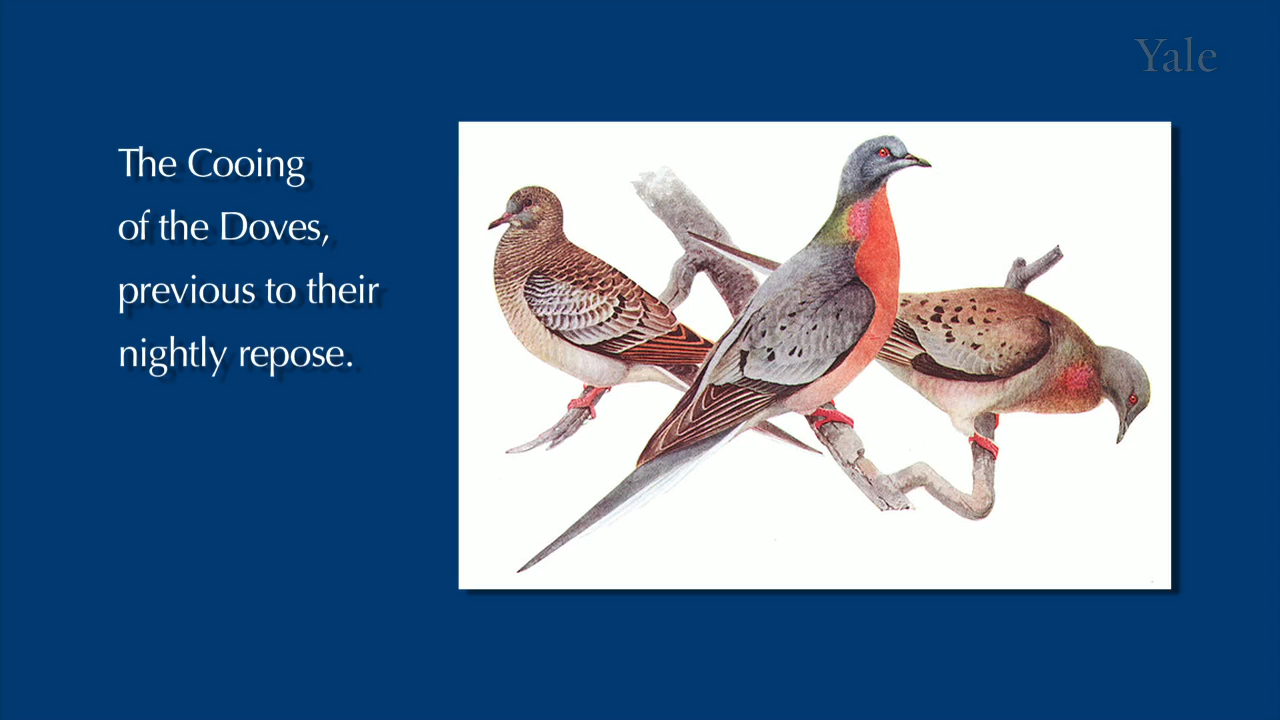 Yale
The Cooing
of the Doves,
previous to their
nightly repose.